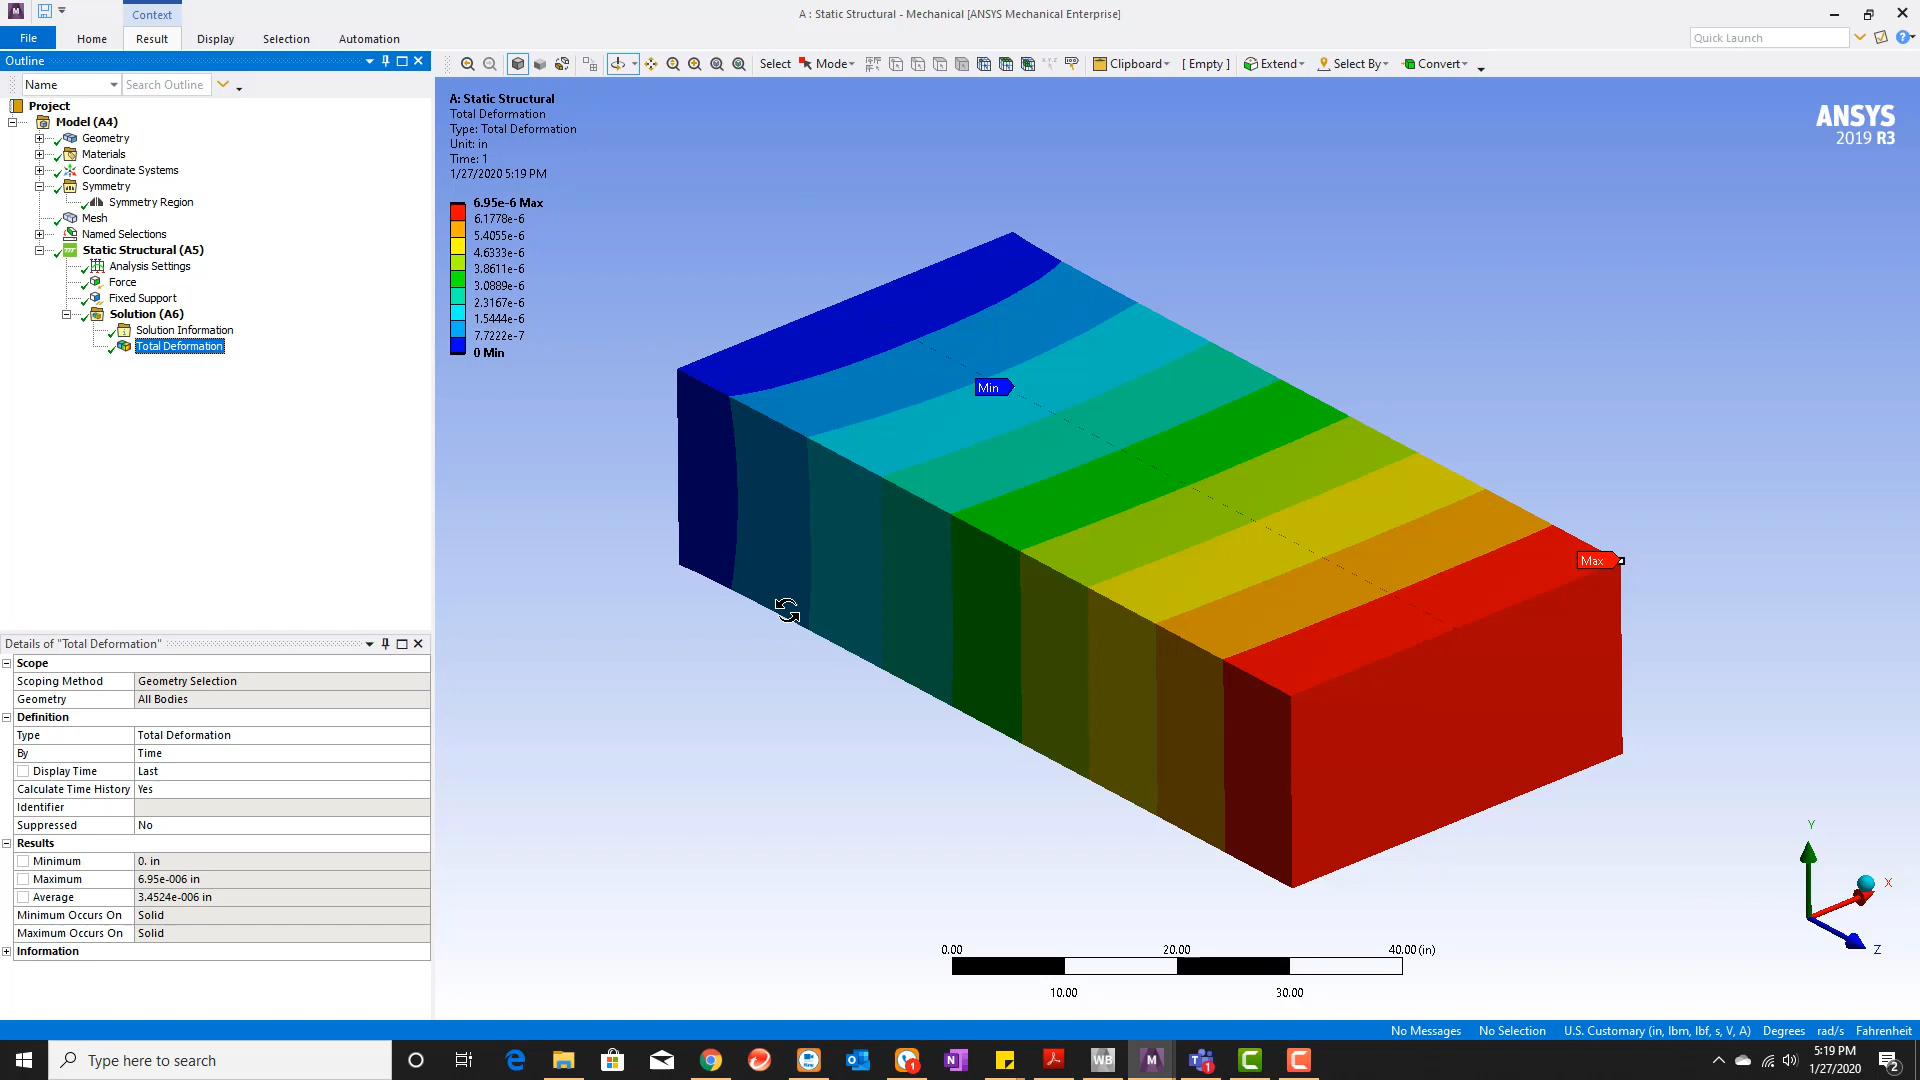 Context
A : Static Structural - Mechanical [ANSYS Mechanical Enterprise]
File Home Result Display Selection Automation
Quick Launch
Outline
Name Search Outline
Select Mode Clipboard [ Empty ] Extend Select By Convert
Project
Model (A4)
Geometry
Materials
Coordinate Systems
Symmetry
Symmetry Region
Mesh
Named Selections
Static Structural (A5)
Analysis Settings
Force
Fixed Support
Solution (A6)
Solution Information
Total Deformation
A: Static Structural
Total Deformation
Type: Total Deformation
Unit: in
Time: 1
1/27/2020 5:19 PM
6.95e-6 Max
6.1778e-6
5.4055e-6
4.6333e-6
3.8611e-6
3.0889e-6
2.3167e-6
1.5444e-6
7.7222e-7
0 Min
ANSYS
2019 R3
Min
Max
Details of "Total Deformation"
Scope
Scoping Method Geometry Selection
Geometry All Bodies
Definition
Type Total Deformation
By Time
Display Time Last
Calculate Time History Yes
Identifier
Suppressed No
Results
Minimum 0. in
Maximum 6.95e-006 in
Average 3.4524e-006 in
Minimum Occurs On Solid
Maximum Occurs On Solid
Information
Y
X
Z
0.00 20.00 40.00 (in)
10.00 30.00
No Messages No Selection U.S. Customary (in, lbm, lbf, s, V, A) Degrees rad/s Fahrenheit
Type here to search
WB
M
5:19 PM
1/27/2020
2